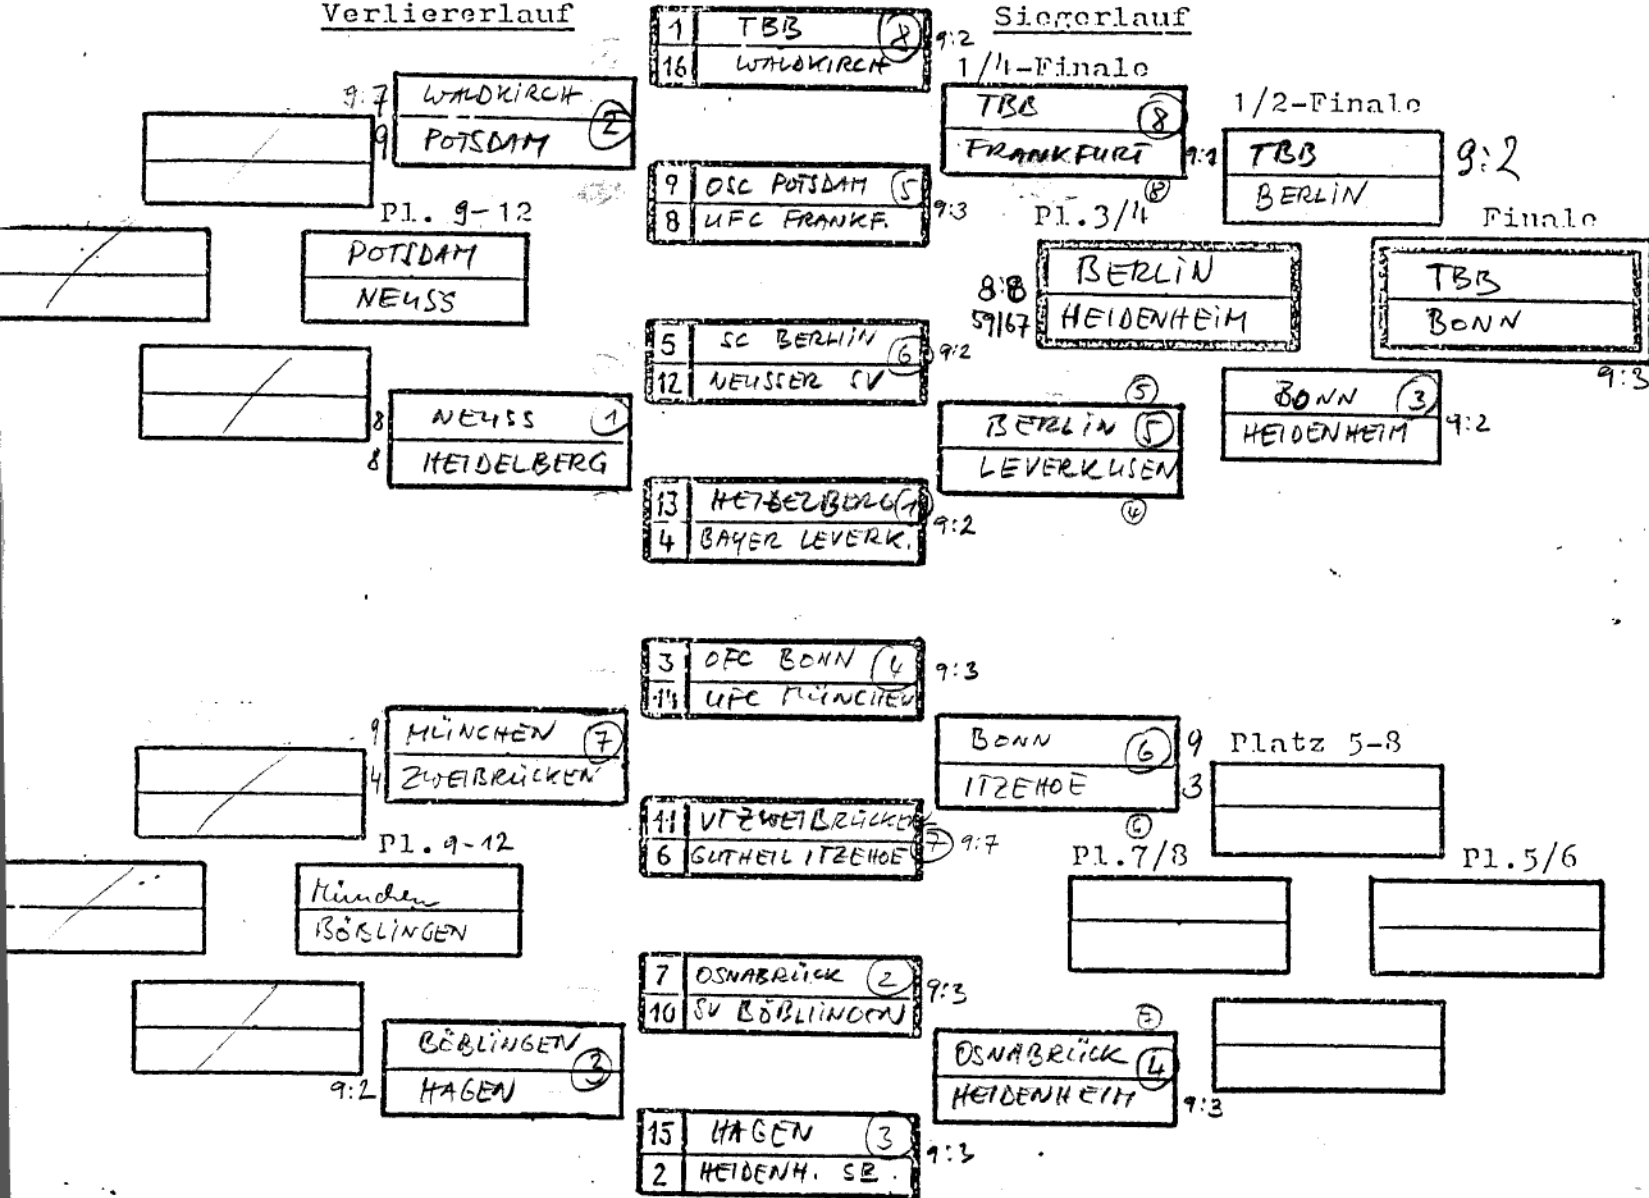 Verliererlauf
Siegerlauf
1 TBB 8 9:2
16 WALDKIRCH
1/4-Finale
9:7 WALDKIRCH 2
9 POTSDAM
TBB 8
FRANKFURT 9:1
8
1/2-Finale
TBB 9:2
BERLIN
9 OSC POTSDAM 5
8 UFC FRANKF. 9:3
Pl. 9-12
POTSDAM
NEUSS
Pl.3/4
8:8 BERLIN
59/67 HEIDENHEIM
Finale
TBB
BONN
9:3
5 SC BERLIN 6 9:2
12 NEUSSER SV
8 NEUSS 1
8 HEIDELBERG
5
BERLIN 5
LEVERKUSEN
4
BONN 3
HEIDENHEIM 9:2
13 HEIDELBERG 1 9:2
4 BAYER LEVERK.
3 OFC BONN 4 9:3
14 UFC MÜNCHEN
9 MÜNCHEN 7
4 ZWEIBRÜCKEN
BONN 6 9
ITZEHOE 3
6
Platz 5-8
11 VT ZWEIBRÜCKEN
6 GUTHEIL ITZEHOE 7 9:7
Pl. 9-12
München
BÖBLINGEN
Pl.7/8
Pl.5/6
7 OSNABRÜCK 2 9:3
10 SV BÖBLINGEN
BÖBLINGEN 3
9:2 HAGEN
7
OSNABRÜCK 4
HEIDENHEIM 9:3
15 HAGEN 3 9:3
2 HEIDENH. SB.